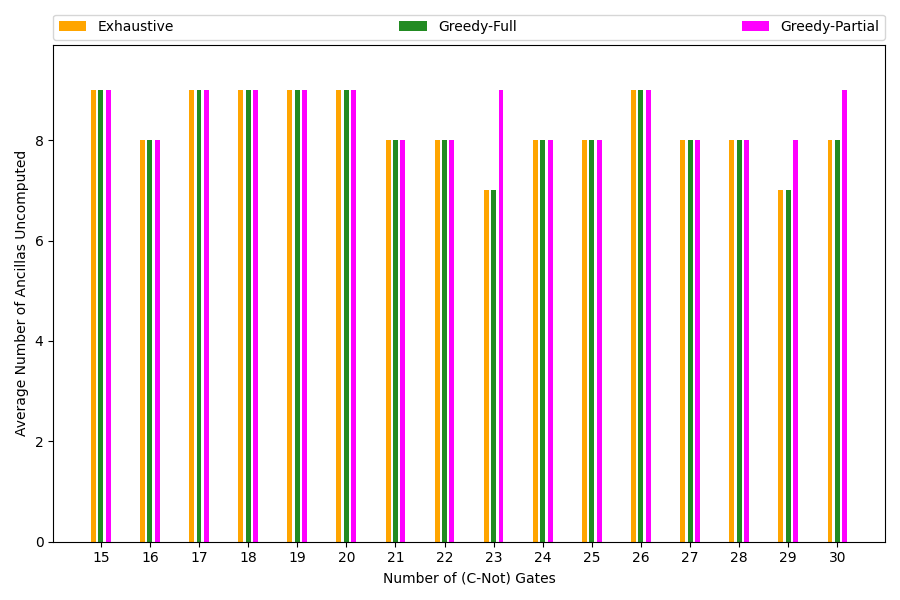 Exhaustive Greedy-Full Greedy-Partial
Average Number of Ancillas Uncomputed
8
6
4
2
0
15 16 17 18 19 20 21 22 23 24 25 26 27 28 29 30
Number of (C-Not) Gates